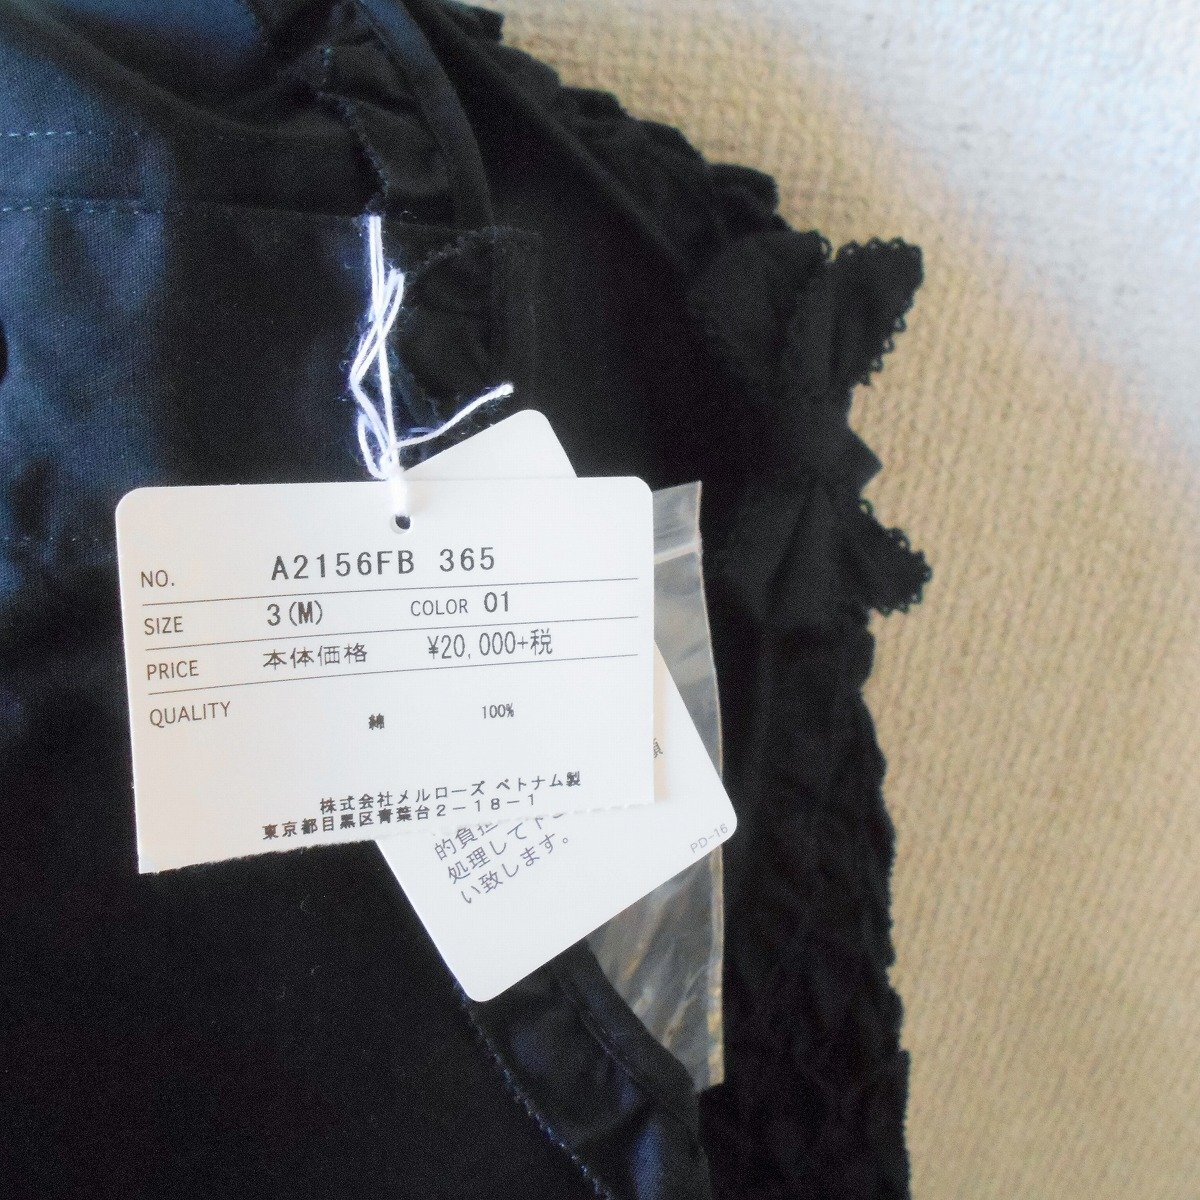 NO. A2156FB 365
SIZE 3(M) COLOR 01
PRICE 本体価格 ¥20,000+税
QUALITY
綿 100%
株式会社メルローズ ベトナム製
東京都目黒区青葉台2-18-1
的負担
処理して下
い致します。
PD-16